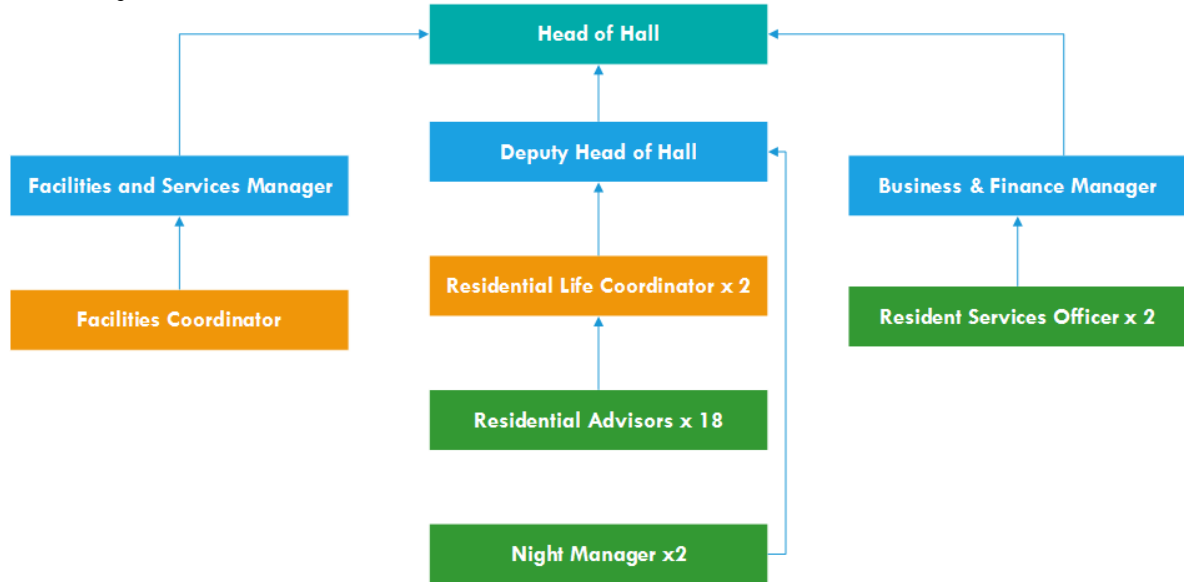 Head of Hall
Deputy Head of Hall
Facilities and Services Manager
Business & Finance Manager
Residential Life Coordinator x 2
Facilities Coordinator
Resident Services Officer x 2
Residential Advisors x 18
Night Manager x2